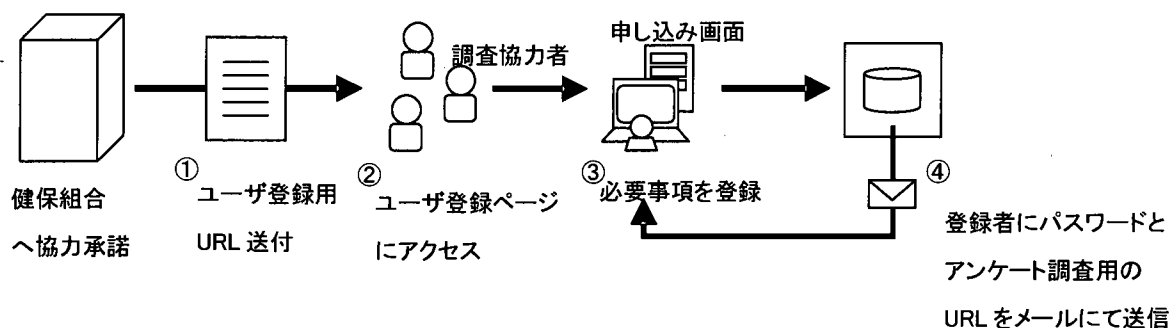 健保組合
へ協力承諾
①
ユーザ登録用
URL 送付
調査協力者
②
ユーザ登録ページ
にアクセス
申し込み画面
③
必要事項を登録
④
登録者にパスワードと
アンケート調査用の
URL をメールにて送信